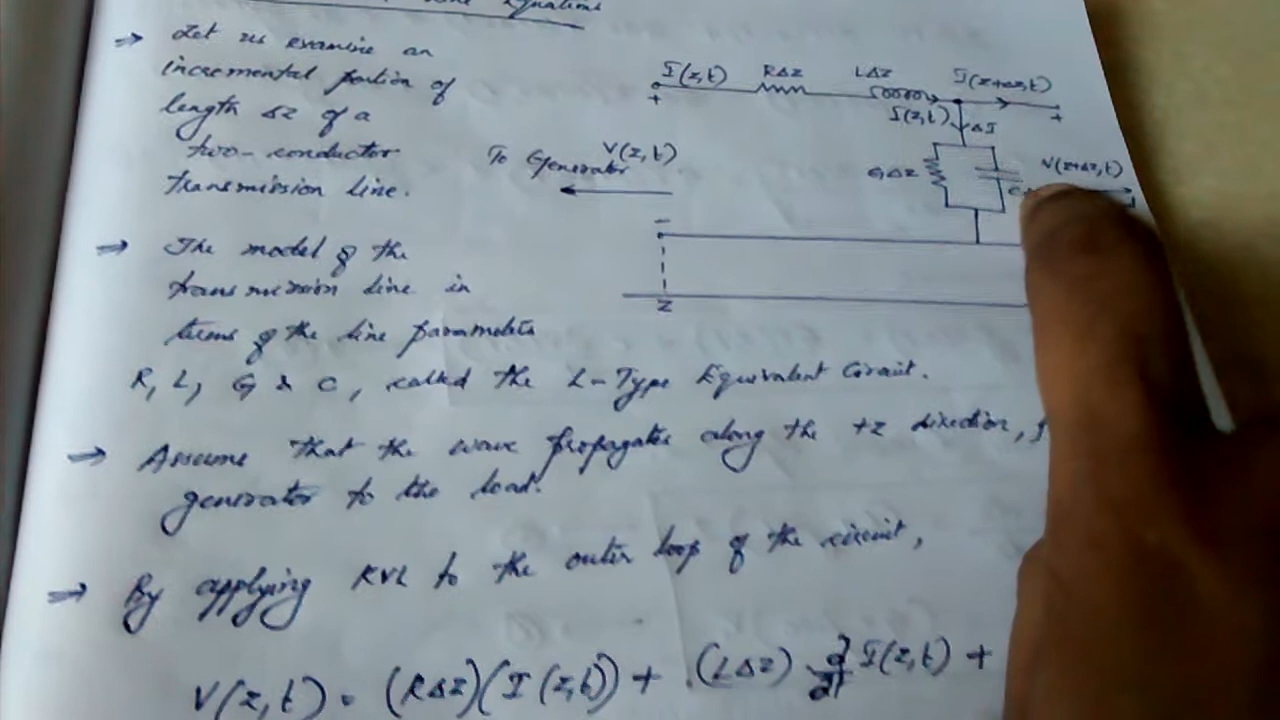 Line Equations
⇒ Let us examine an
incremental portion of
length Δz of a
two-conductor
transmission line.
I(z,t) RΔz LΔz I(z+Δz,t)
+ I(z,t) ΔI +
To Generator V(z,t) GΔz V(z+Δz,t)
-
z
⇒ The model of the
transmission line in
terms of the line parameters
R, L, G & C, called the L-Type Equivalent Circuit.
⇒ Assume that the wave propagates along the +z direction,
generator to the load.
⇒ By applying KVL to the outer loop of the circuit,
V(z,t) = (RΔz)(I(z,t)) + (LΔz) ∂/∂t I(z,t) +